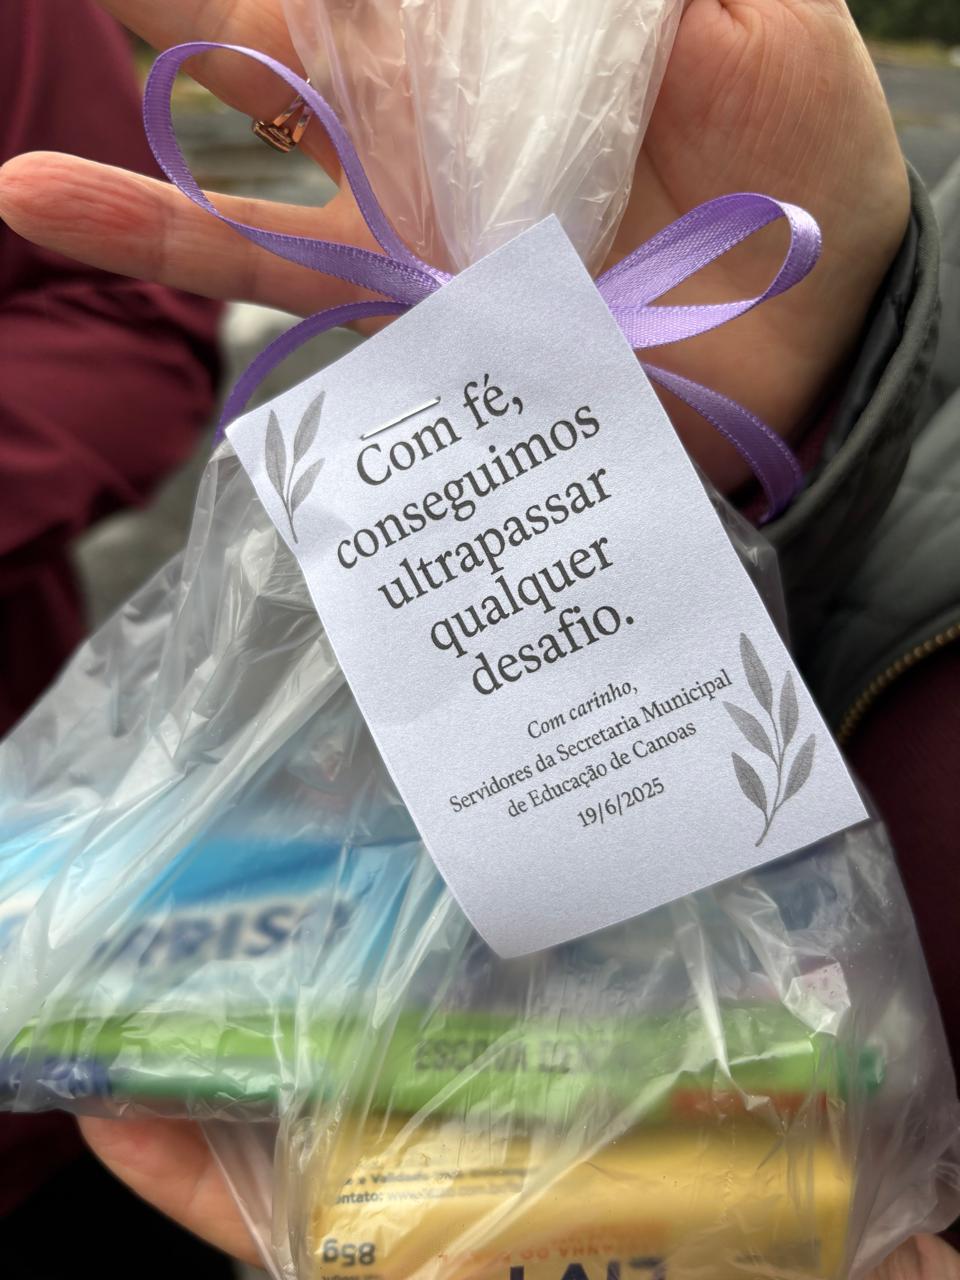 Com fé,
conseguimos
ultrapassar
qualquer
desafio.
Com carinho,
Servidores da Secretaria Municipal
de Educação de Canoas
19/6/2025
ESCOVA
85g